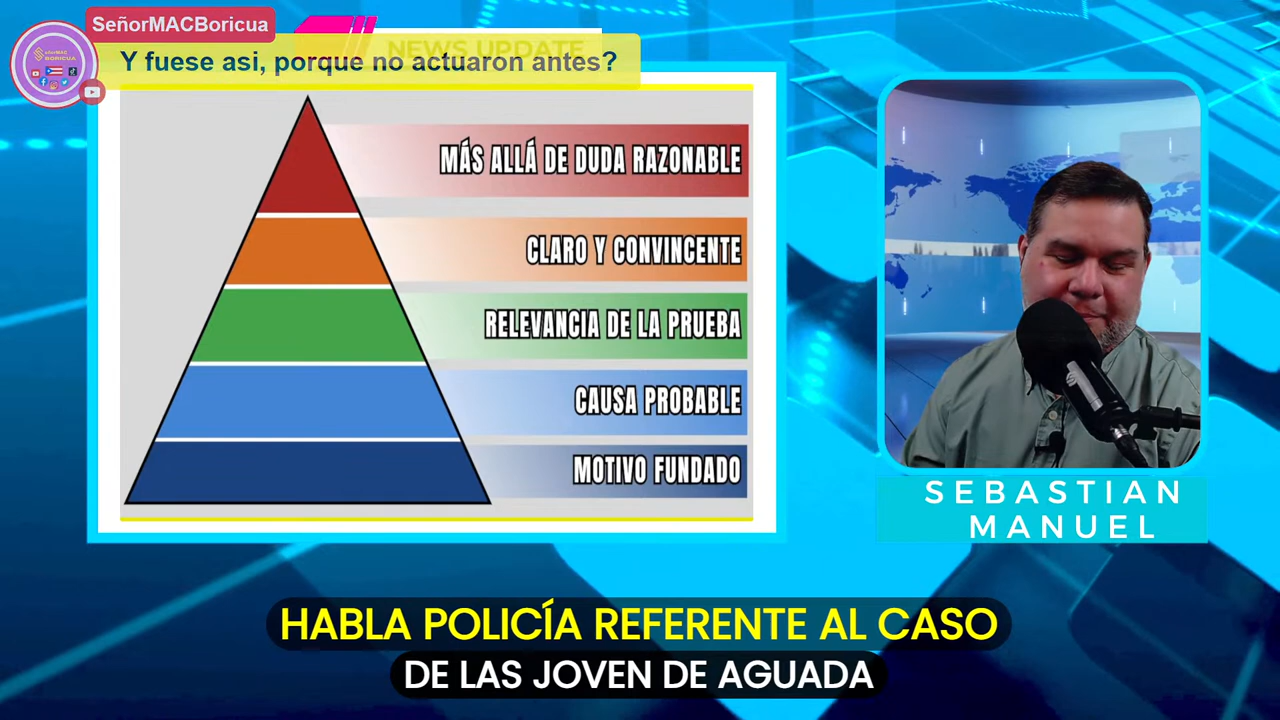 SeñorMACBoricua
NEWS UPDATE
Y fuese asi, porque no actuaron antes?
MÁS ALLÁ DE DUDA RAZONABLE
CLARO Y CONVINCENTE
RELEVANCIA DE LA PRUEBA
CAUSA PROBABLE
MOTIVO FUNDADO
SEBASTIAN
MANUEL
HABLA POLICÍA REFERENTE AL CASO
DE LAS JOVEN DE AGUADA